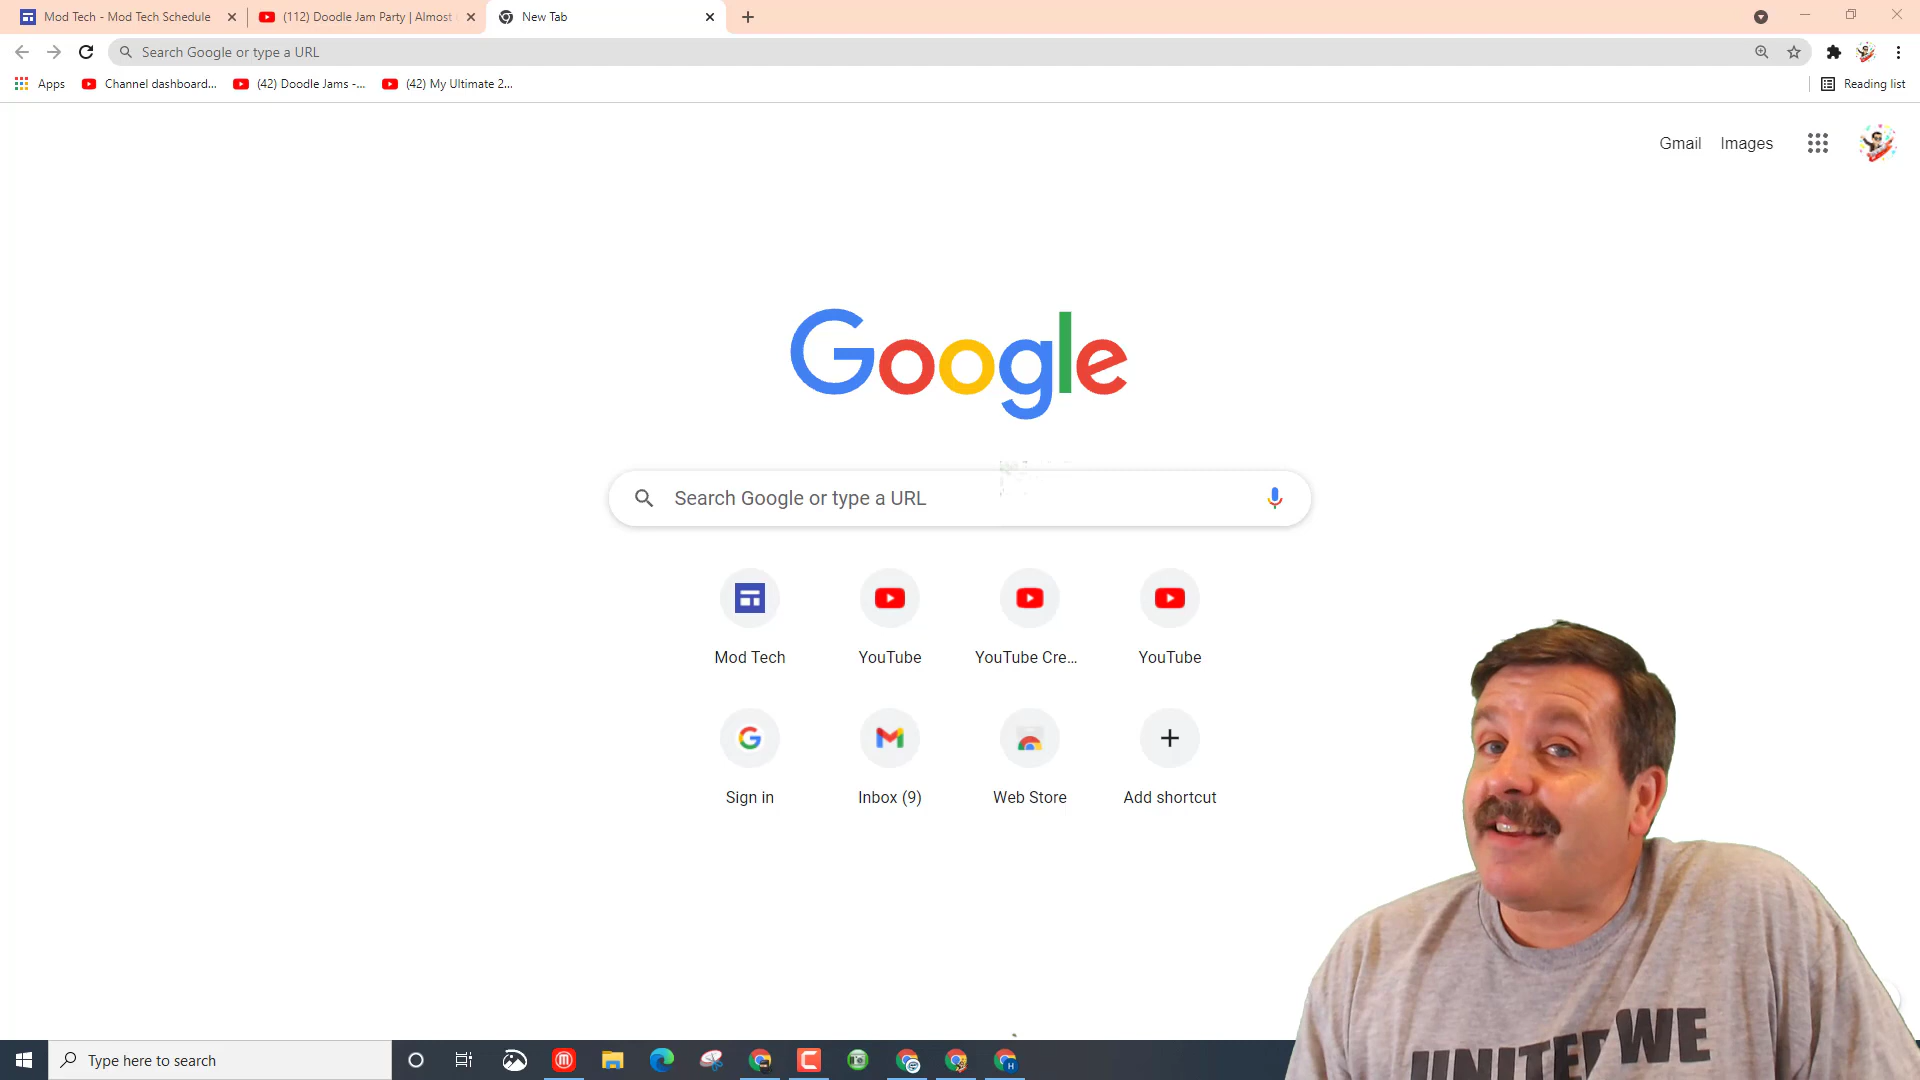 Mod Tech - Mod Tech Schedule
(112) Doodle Jam Party | Almost
New Tab
Search Google or type a URL
Apps
Channel dashboard...
(42) Doodle Jams -...
(42) My Ultimate 2...
Reading list
Gmail
Images
Google
Search Google or type a URL
Mod Tech
YouTube
YouTube Cre...
YouTube
Sign in
Inbox (9)
Web Store
Add shortcut
UNITED WE
Type here to search